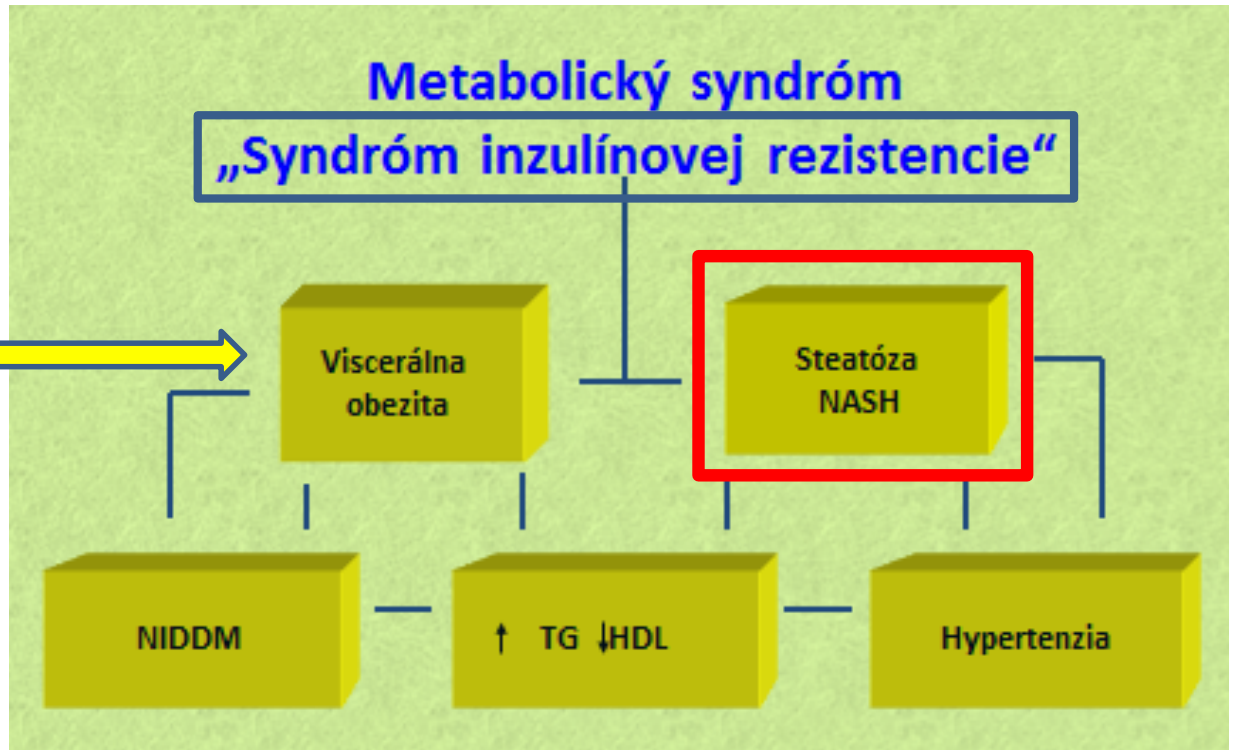 Metabolický syndróm
„Syndróm inzulínovej rezistencie“
Viscerálna
obezita
Steatóza
NASH
NIDDM
↑ TG ↓HDL
Hypertenzia